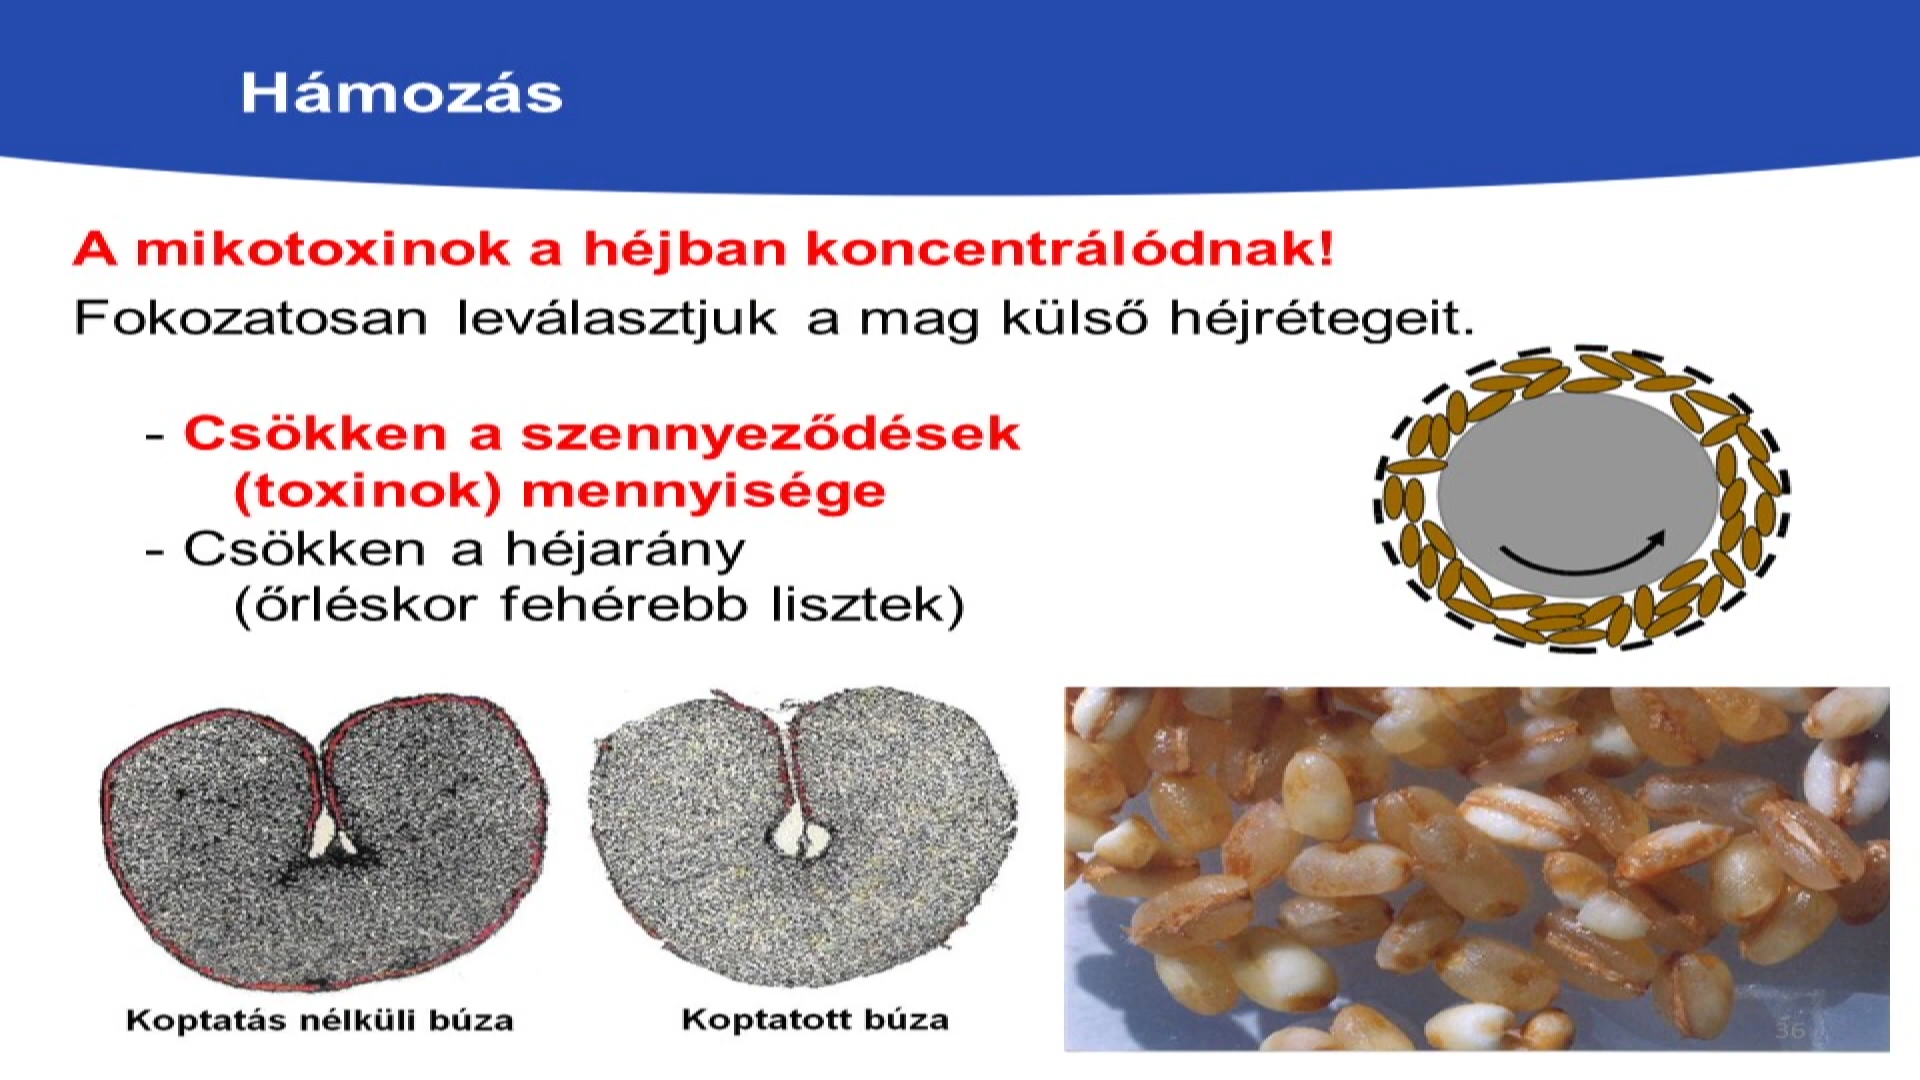 Hámozás
A mikotoxinok a héjban koncentrálódnak!
Fokozatosan leválasztjuk a mag külső héjrétegeit.
- Csökken a szennyeződések
(toxinok) mennyisége
- Csökken a héjarány
(őrléskor fehérebb lisztek)
Koptatás nélküli búza
Koptatott búza
36